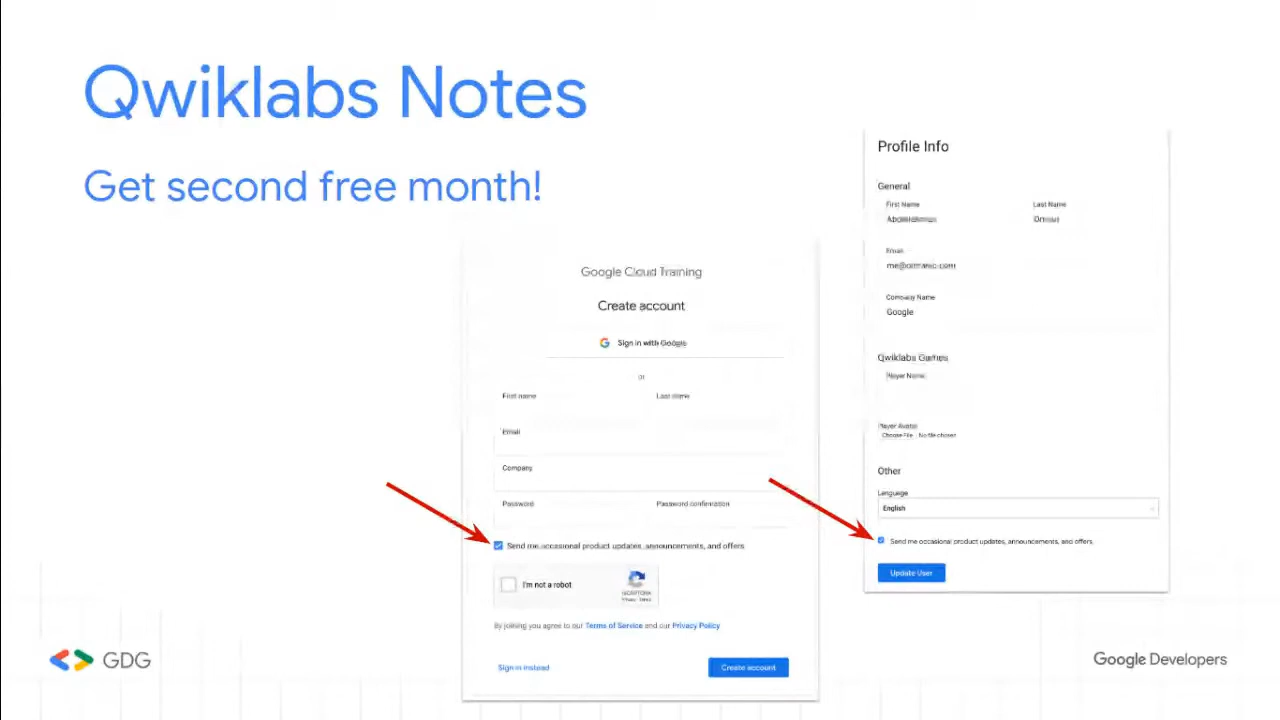 Qwiklabs Notes
Get second free month!
Google Cloud Training
Create account
Sign in with Google
or
First name Last name
Email
Company
Password Password confirmation
Send me occasional product updates, announcements, and offers.
I'm not a robot
reCAPTCHA
Privacy - Terms
By joining you agree to our Terms of Service and our Privacy Policy
Sign in instead Create account
Profile Info
General
First Name Last Name
Email
Company Name
Google
Qwiklabs Games
Player Name
Player Avatar
Choose File No file chosen
Other
Language
English
Send me occasional product updates, announcements, and offers.
Update User
GDG
Google Developers